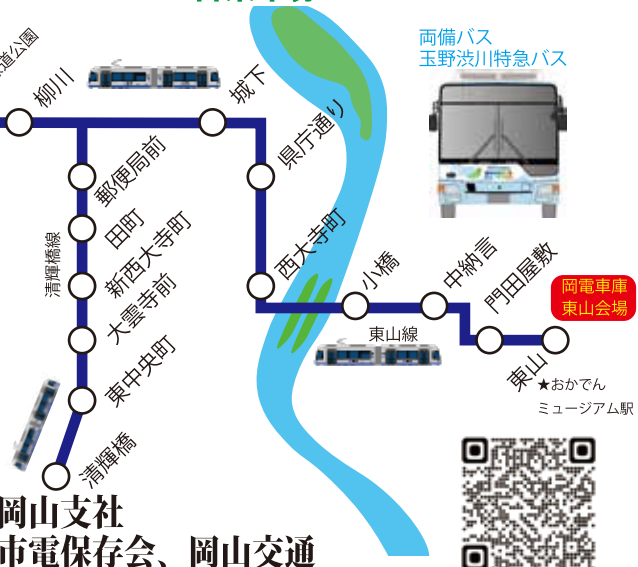 両備バス
玉野渋川特急バス
柳川
城下
県庁通り
郵便局前
田町
新西大寺町
大雲寺前
東中央町
清輝橋
清輝橋線
西大寺町
小橋
中納言
門田屋敷
東山
東山線
岡電車庫
東山会場
★おかでん
ミュージアム駅
岡山支社
市電保存会、岡山交通